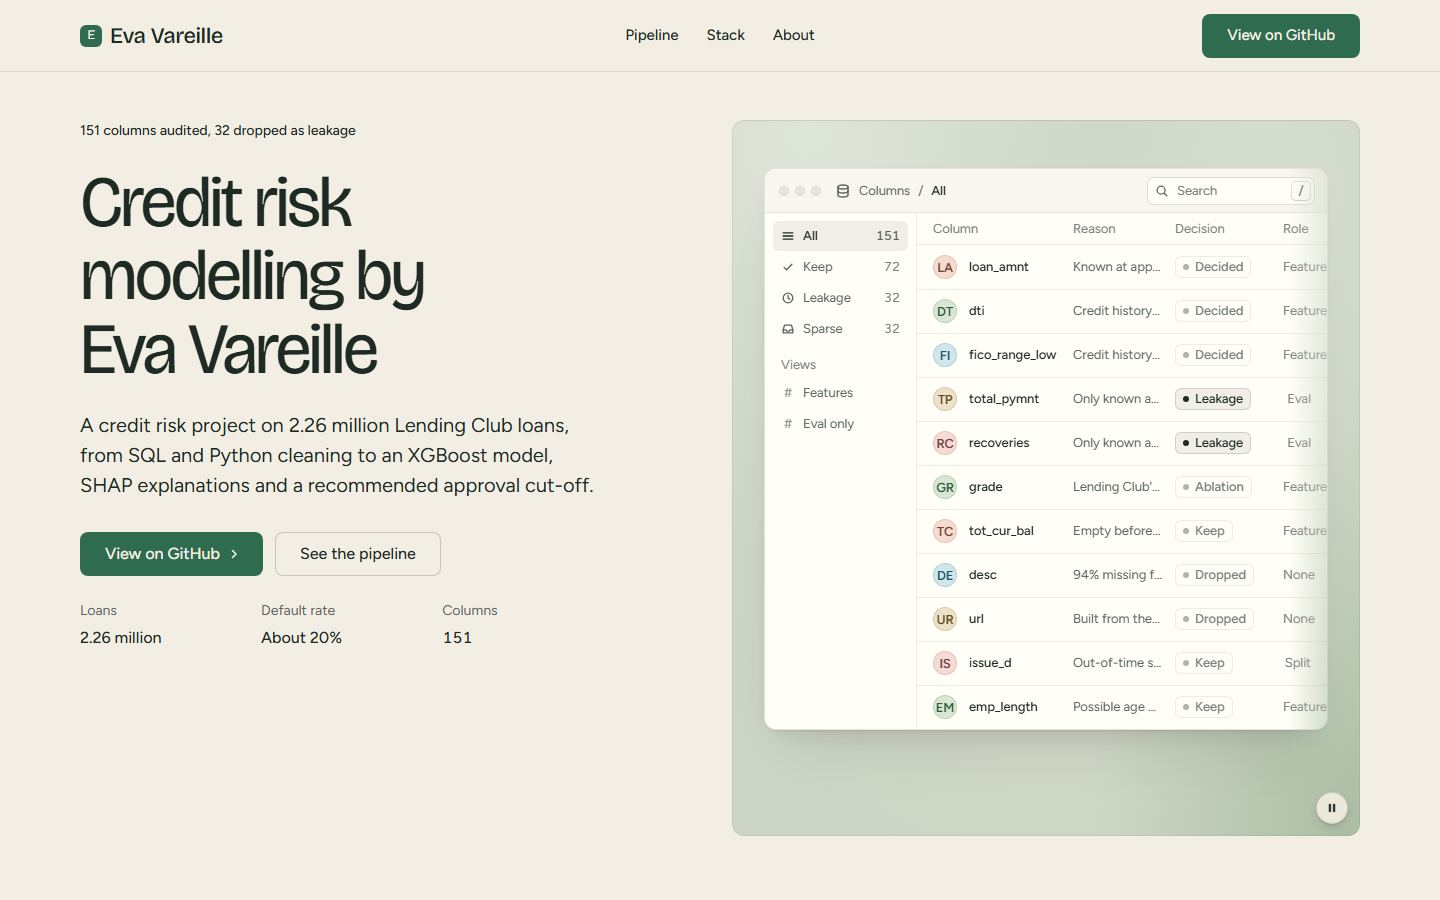 E Eva Vareille
Pipeline Stack About
View on GitHub
151 columns audited, 32 dropped as leakage
Credit risk
modelling by
Eva Vareille
A credit risk project on 2.26 million Lending Club loans,
from SQL and Python cleaning to an XGBoost model,
SHAP explanations and a recommended approval cut-off.
View on GitHub
See the pipeline
Loans Default rate Columns
2.26 million About 20% 151
Columns / All
Search /
All 151
Keep 72
Leakage 32
Sparse 32
Views
# Features
# Eval only
Column Reason Decision Role
LA loan_amnt Known at app... Decided Feature
DT dti Credit history... Decided Feature
FI fico_range_low Credit history... Decided Feature
TP total_pymnt Only known a... Leakage Eval
RC recoveries Only known a... Leakage Eval
GR grade Lending Club'... Ablation Feature
TC tot_cur_bal Empty before... Keep Feature
DE desc 94% missing f... Dropped None
UR url Built from the... Dropped None
IS issue_d Out-of-time s... Keep Split
EM emp_length Possible age ... Keep Feature